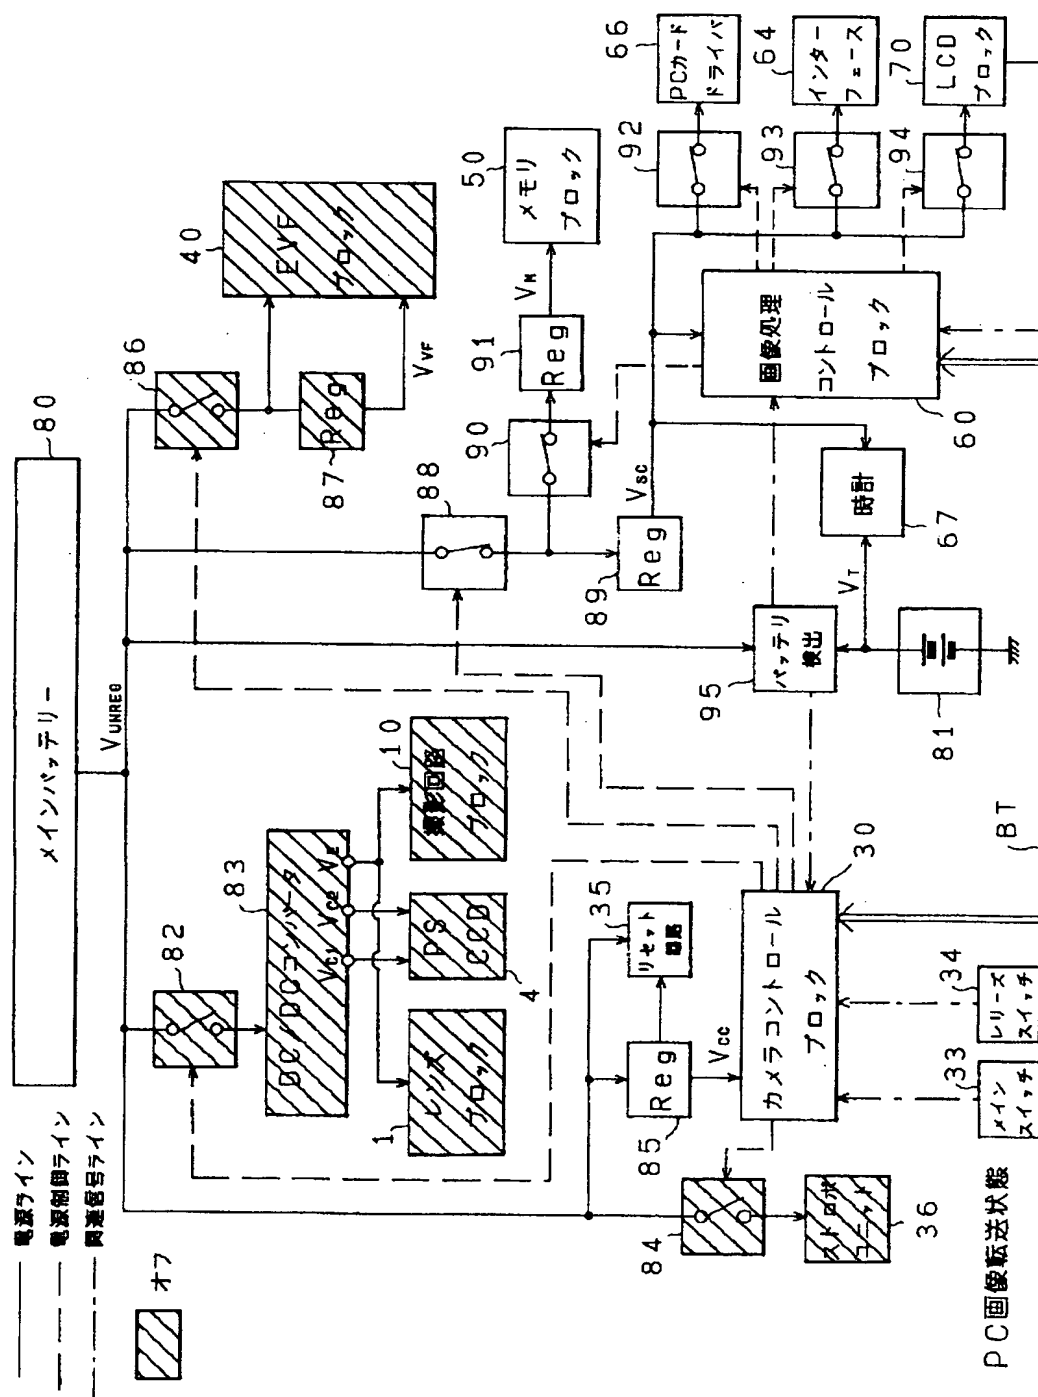 電源ライン
電源制御ライン
関連信号ライン
オフ
メインバッテリー
80
VUNREG
82
DC/DCコンバータ
83
VC1
VC2
VE
レンズ
ブロック
1
PS
CCD
4
撮影回路
ブロック
10
86
Reg
87
VVF
EVF
ブロック
40
88
Reg
89
VSC
90
Reg
91
VM
メモリ
ブロック
50
84
ストロボ
ユニット
36
Reg
85
VCC
リセット
回路
35
カメラコントロール
ブロック
30
メイン
スイッチ
33
レリーズ
スイッチ
34
BT
バッテリ
検出
95
81
VT
時計
67
画像処理
コントロール
ブロック
60
92
PCカード
ドライバ
66
93
インター
フェース
64
94
LCD
ブロック
70
PC画像転送状態